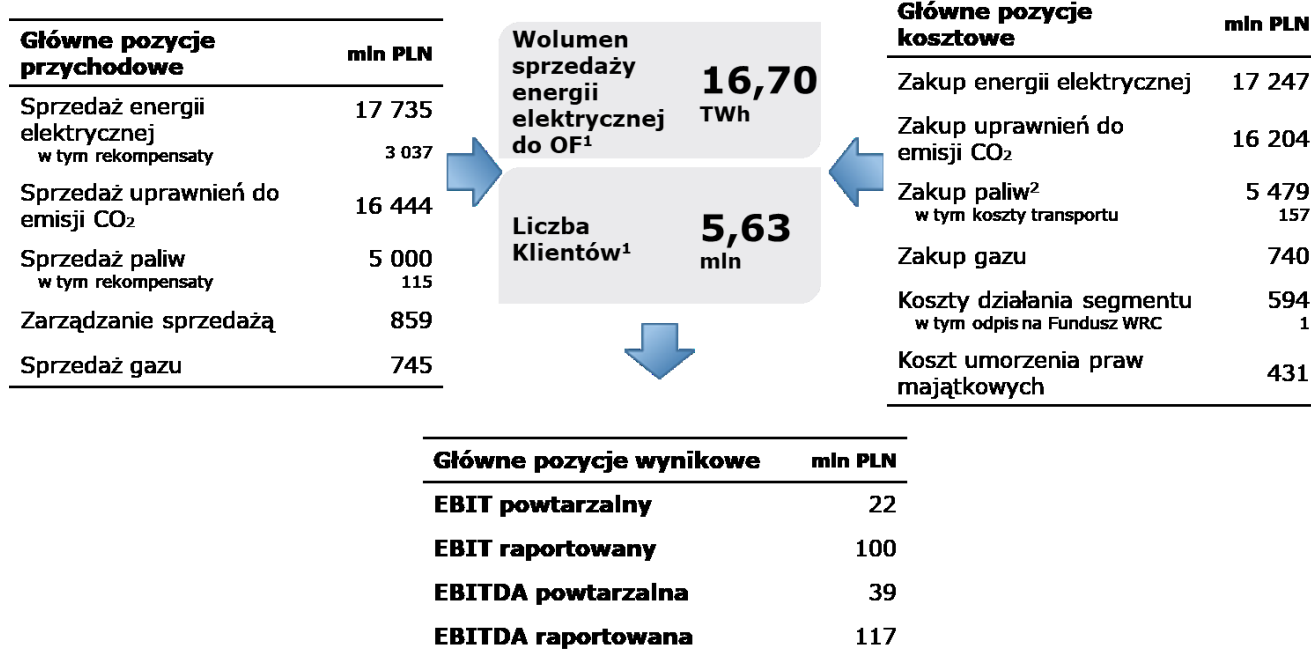 Główne pozycje
przychodowe mln PLN
Sprzedaż energii
elektrycznej 17 735
w tym rekompensaty 3 037
Sprzedaż uprawnień do
emisji CO₂ 16 444
Sprzedaż paliw 5 000
w tym rekompensaty 115
Zarządzanie sprzedażą 859
Sprzedaż gazu 745
Wolumen
sprzedaży
energii
elektrycznej
do OF¹
16,70
TWh
Liczba
Klientów¹
5,63
mln
Główne pozycje
kosztowe mln PLN
Zakup energii elektrycznej 17 247
Zakup uprawnień do
emisji CO₂ 16 204
Zakup paliw² 5 479
w tym koszty transportu 157
Zakup gazu 740
Koszty działania segmentu 594
w tym odpis na Fundusz WRC 1
Koszt umorzenia praw
majątkowych 431
Główne pozycje wynikowe mln PLN
EBIT powtarzalny 22
EBIT raportowany 100
EBITDA powtarzalna 39
EBITDA raportowana 117